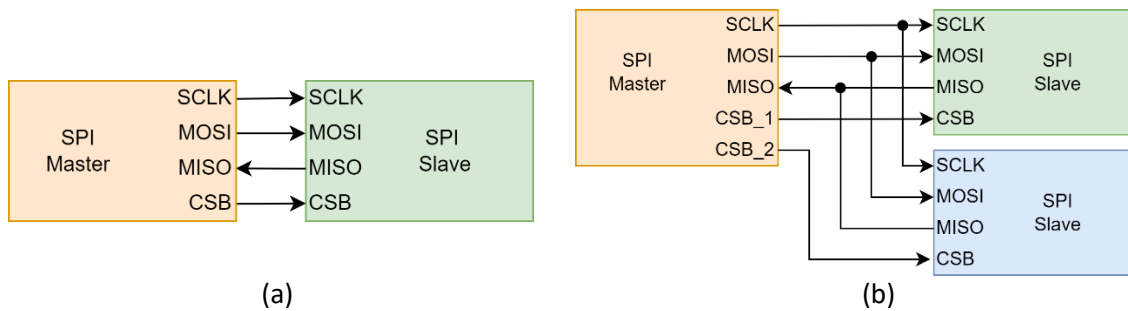 SPI
Master
SCLK
MOSI
MISO
CSB
SCLK
MOSI
MISO
CSB
SPI
Slave
(a)
SPI
Master
SCLK
MOSI
MISO
CSB_1
CSB_2
SCLK
MOSI
MISO
CSB
SPI
Slave
SCLK
MOSI
MISO
CSB
SPI
Slave
(b)